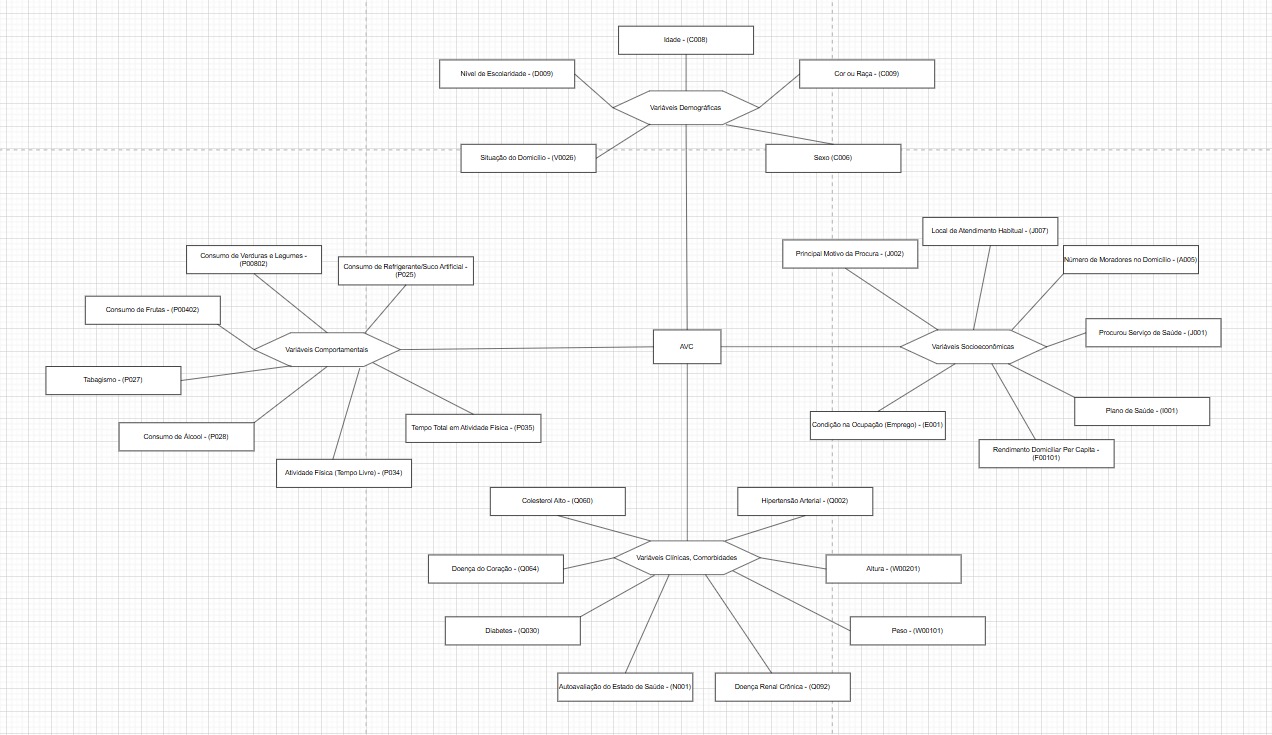 Idade - (C008)
Nível de Escolaridade - (D009)
Cor ou Raça - (C009)
Variáveis Demográficas
Situação do Domicílio - (V0026)
Sexo (C006)
Local de Atendimento Habitual - (J007)
Principal Motivo da Procura - (J002)
Número de Moradores no Domicílio - (A005)
Consumo de Verduras e Legumes -
(P00802)
Consumo de Refrigerante/Suco Artificial -
(P025)
Consumo de Frutas - (P00402)
Procurou Serviço de Saúde - (J001)
Variáveis Comportamentais
AVC
Variáveis Socioeconômicas
Tabagismo - (P027)
Plano de Saúde - (I001)
Consumo de Álcool - (P028)
Tempo Total em Atividade Física - (P035)
Condição na Ocupação (Emprego) - (E001)
Rendimento Domiciliar Per Capita -
(F00101)
Atividade Física (Tempo Livre) - (P034)
Colesterol Alto - (Q060)
Hipertensão Arterial - (Q002)
Variáveis Clínicas, Comorbidades
Doença do Coração - (Q064)
Altura - (W00201)
Diabetes - (Q030)
Peso - (W00101)
Autoavaliação do Estado de Saúde - (N001)
Doença Renal Crônica - (Q092)